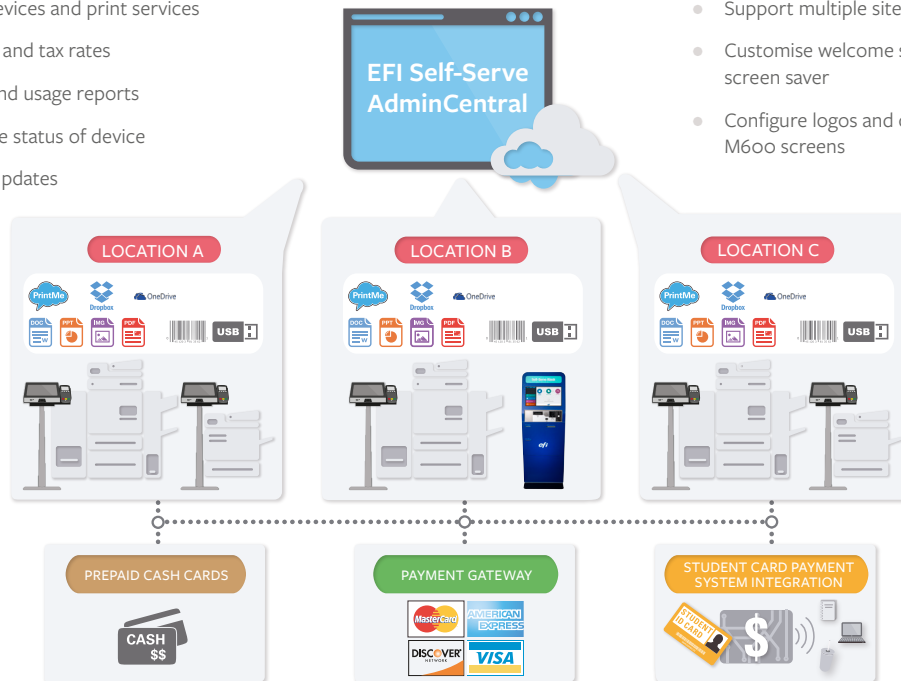 evices and print services
and tax rates
nd usage reports
e status of device
pdates
EFI Self-Serve
AdminCentral
Support multiple site
Customise welcome s
screen saver
Configure logos and
M600 screens
LOCATION A
PrintMe
Dropbox
OneDrive
DOC
W
PPT
IMG
PDF
USB
LOCATION B
PrintMe
Dropbox
OneDrive
DOC
W
PPT
IMG
PDF
USB
efi
LOCATION C
PrintMe
Dropbox
OneDrive
DOC
W
PPT
IMG
PDF
USB
PREPAID CASH CARDS
CASH
$$
PAYMENT GATEWAY
MasterCard
AMERICAN
EXPRESS
DISCOVER
NETWORK
VISA
STUDENT CARD PAYMENT
SYSTEM INTEGRATION
STUDENT
ID CARD
$